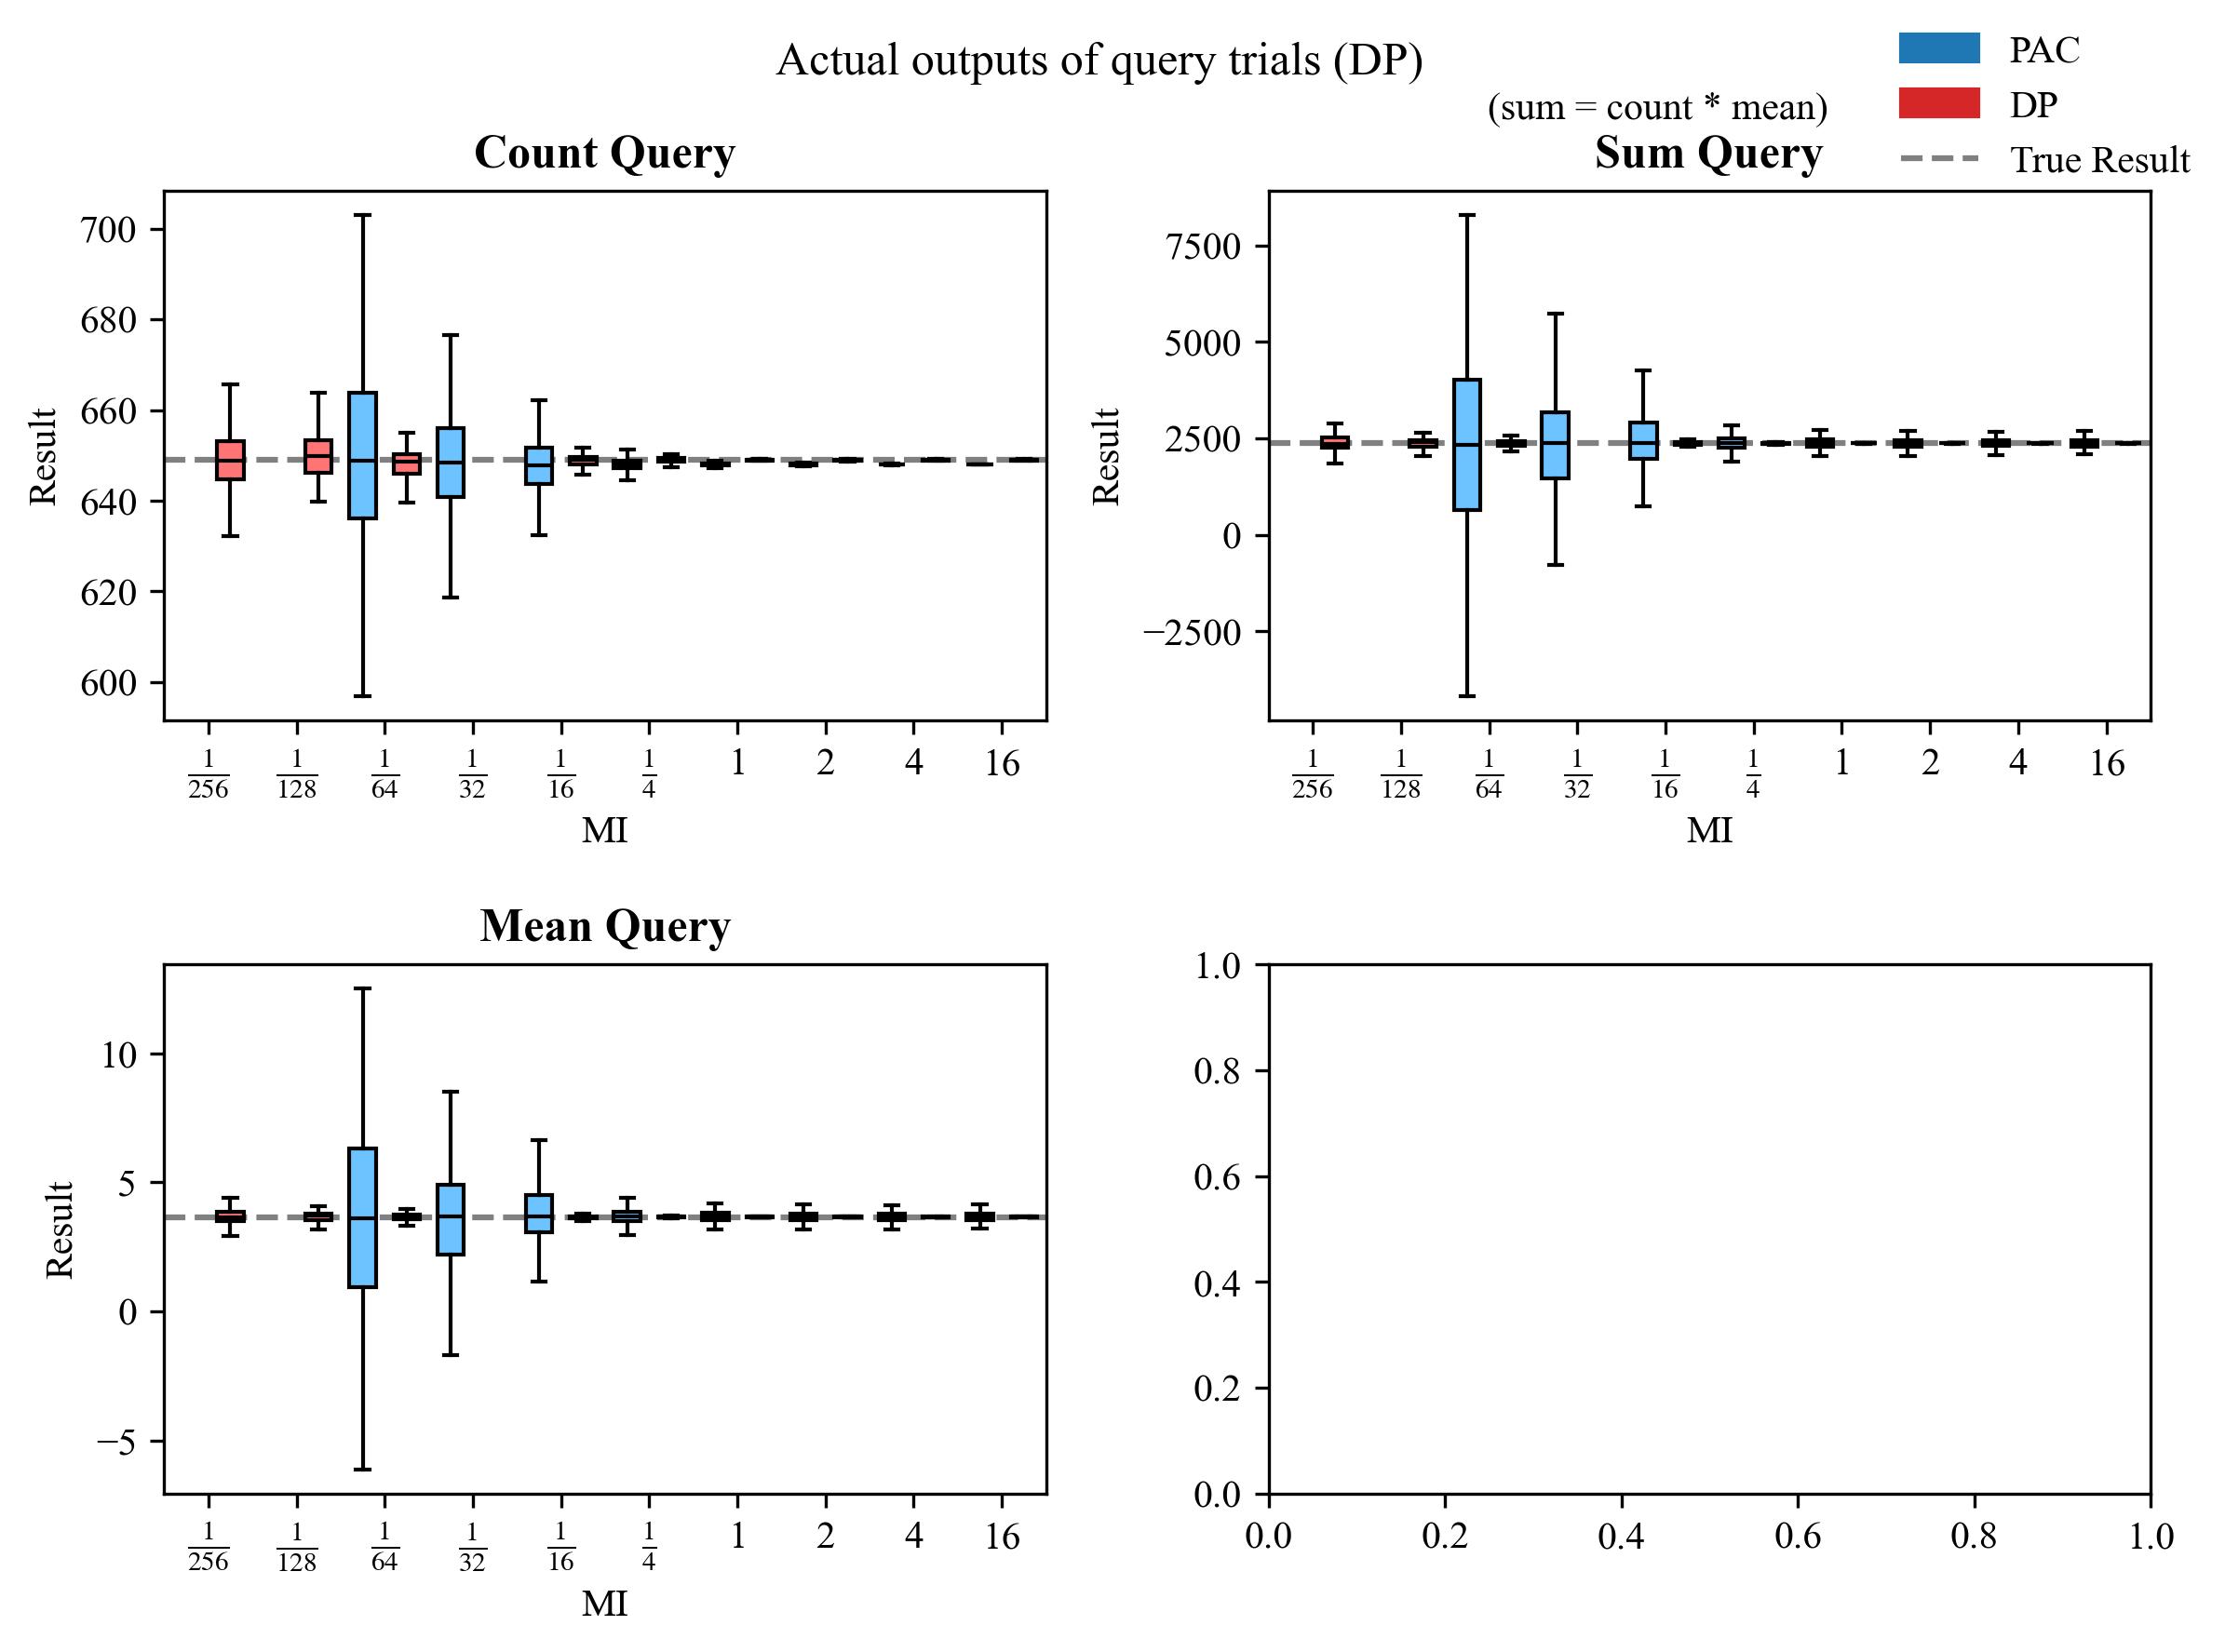 Actual outputs of query trials (DP)
PAC
DP
True Result
(sum = count * mean)
Count Query
Result
700
680
660
640
620
600
1/256 1/128 1/64 1/32 1/16 1/4 1 2 4 16
MI
Sum Query
Result
7500
5000
2500
0
−2500
1/256 1/128 1/64 1/32 1/16 1/4 1 2 4 16
MI
Mean Query
Result
10
5
0
−5
1/256 1/128 1/64 1/32 1/16 1/4 1 2 4 16
MI
1.0
0.8
0.6
0.4
0.2
0.0
0.0 0.2 0.4 0.6 0.8 1.0